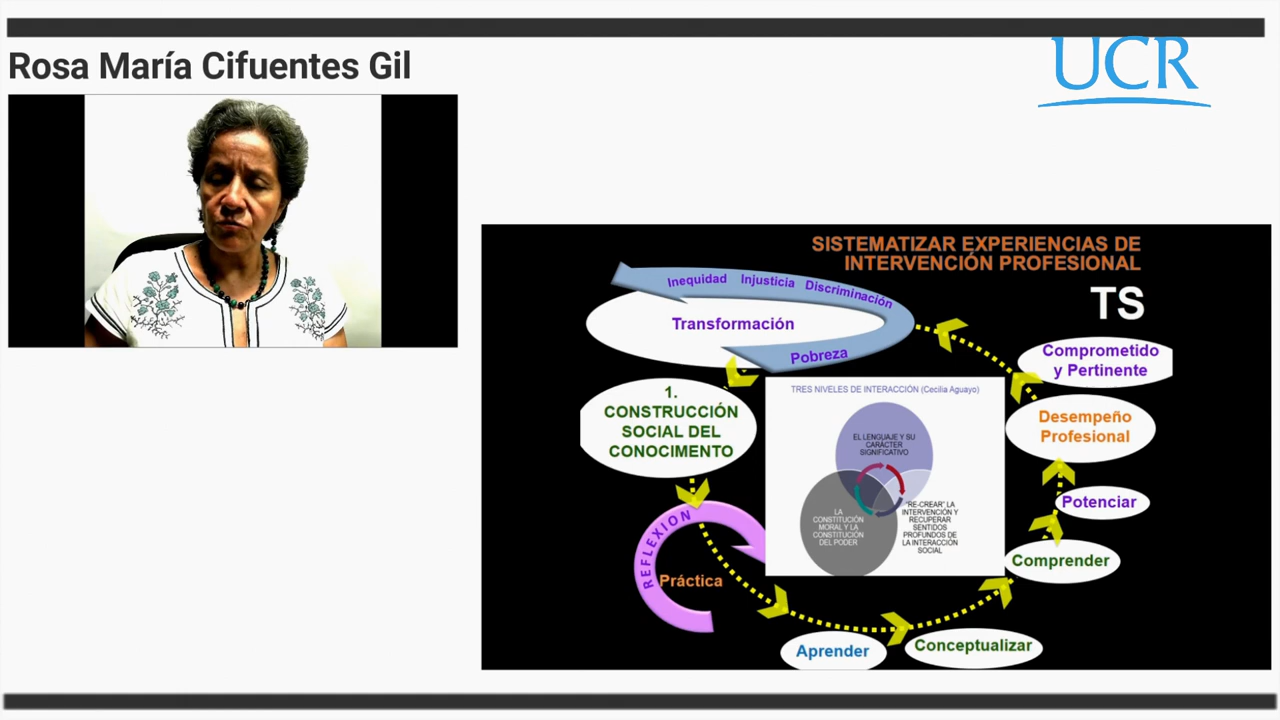 Rosa María Cifuentes Gil
UCR
SISTEMATIZAR EXPERIENCIAS DE
INTERVENCIÓN PROFESIONAL
TS
Inequidad Injusticia Discriminación
Transformación
Pobreza
Comprometido
y Pertinente
1.
CONSTRUCCIÓN
SOCIAL DEL
CONOCIMENTO
TRES NIVELES DE INTERACCIÓN (Cecilia Aguayo)
EL LENGUAJE Y SU
CARÁCTER
SIGNIFICATIVO
LA
CONSTITUCIÓN
MORAL Y LA
CONSTITUCIÓN
DEL PODER
"RE-CREAR" LA
INTERVENCIÓN Y
RECUPERAR
SENTIDOS
PROFUNDOS DE
LA INTERACCIÓN
SOCIAL
Desempeño
Profesional
Potenciar
Comprender
REFLEXION
Práctica
Aprender
Conceptualizar